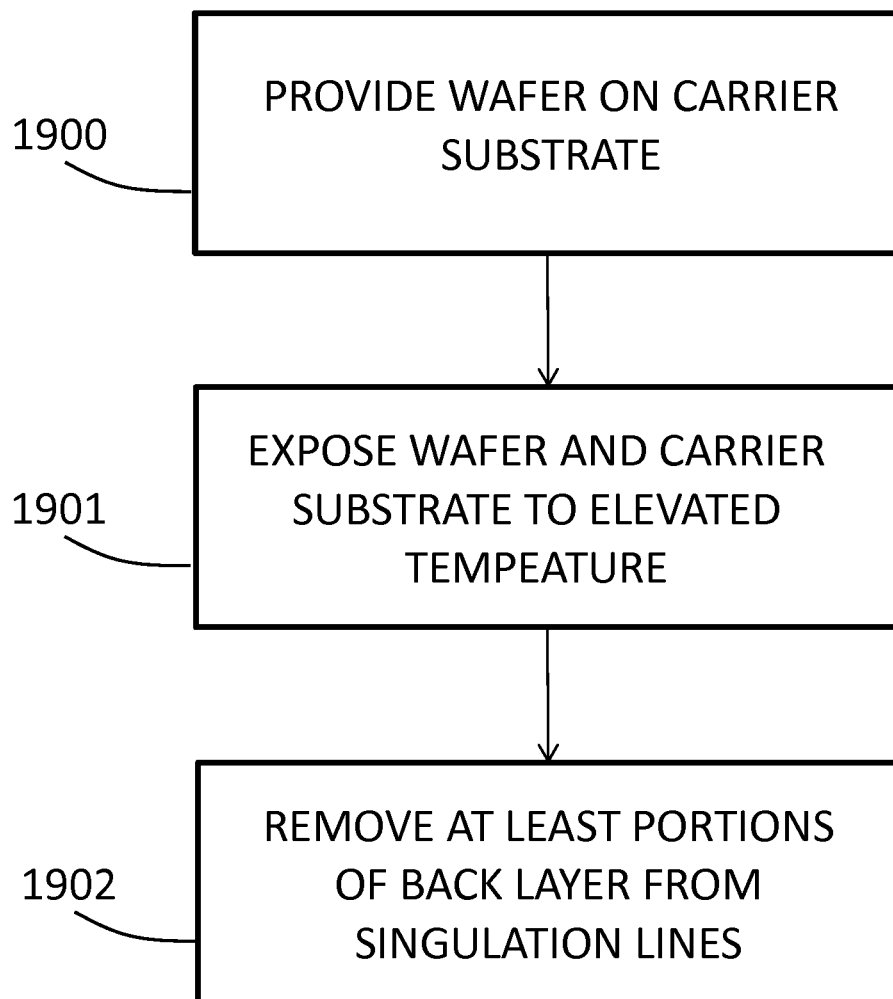 1900
PROVIDE WAFER ON CARRIER
SUBSTRATE
1901
EXPOSE WAFER AND CARRIER
SUBSTRATE TO ELEVATED
TEMPEATURE
1902
REMOVE AT LEAST PORTIONS
OF BACK LAYER FROM
SINGULATION LINES